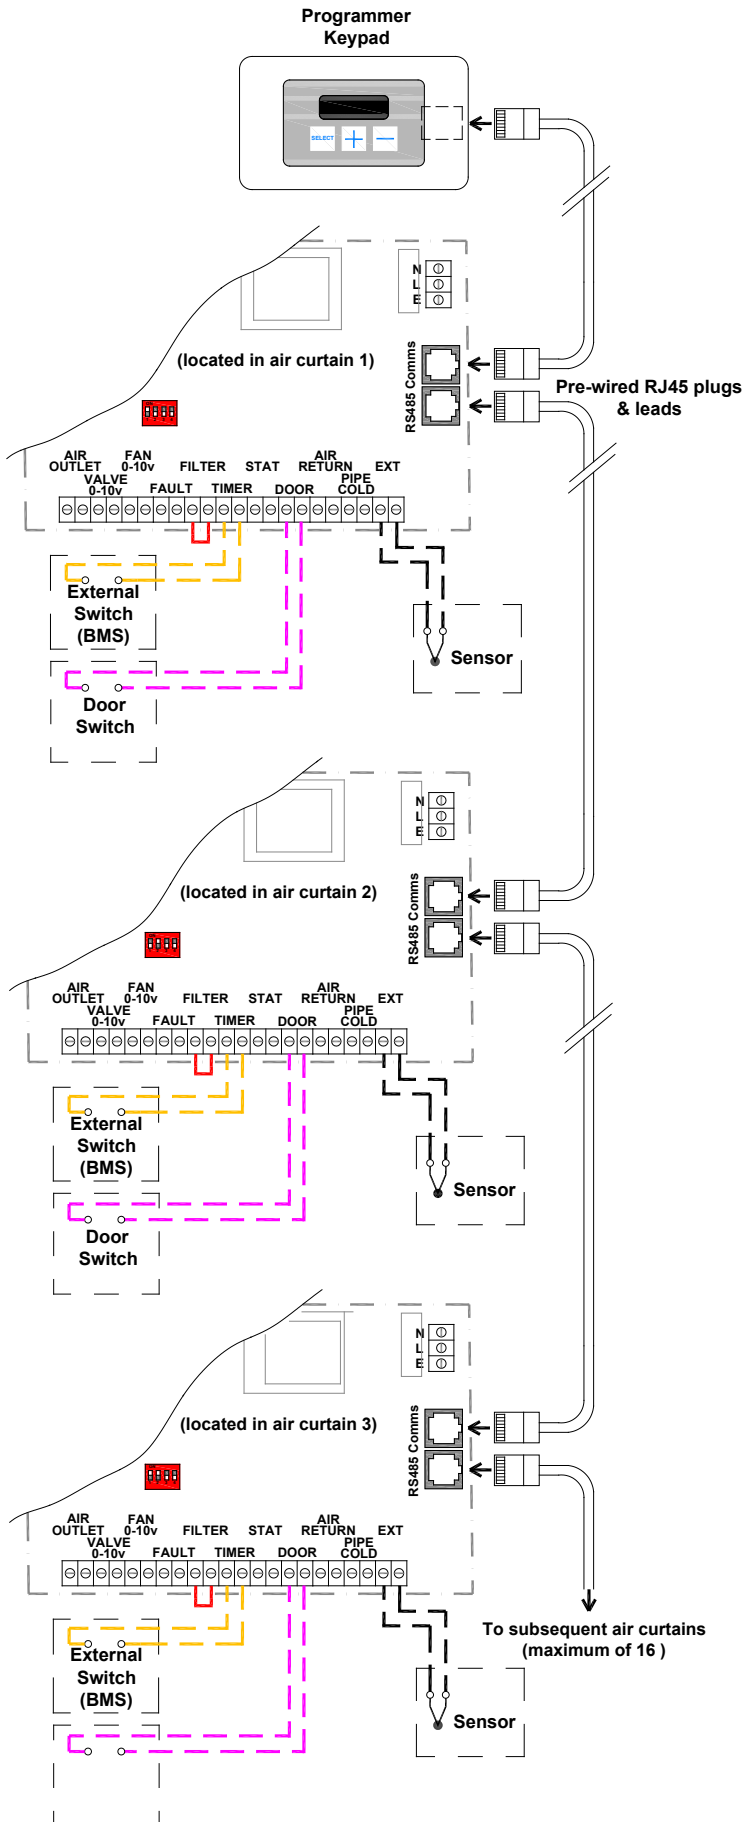 Programmer
Keypad
SELECT
N
L
E
(located in air curtain 1)
RS485 Comms
Pre-wired RJ45 plugs
& leads
AIR FAN AIR
OUTLET 0-10v FILTER STAT RETURN EXT
VALVE PIPE
0-10v FAULT TIMER DOOR COLD
External
Switch
(BMS)
Sensor
Door
Switch
N
L
E
(located in air curtain 2)
RS485 Comms
AIR FAN AIR
OUTLET 0-10v FILTER STAT RETURN EXT
VALVE PIPE
0-10v FAULT TIMER DOOR COLD
External
Switch
(BMS)
Sensor
Door
Switch
N
L
E
(located in air curtain 3)
RS485 Comms
AIR FAN AIR
OUTLET 0-10v FILTER STAT RETURN EXT
VALVE PIPE
0-10v FAULT TIMER DOOR COLD
To subsequent air curtains
(maximum of 16 )
External
Switch
(BMS)
Sensor